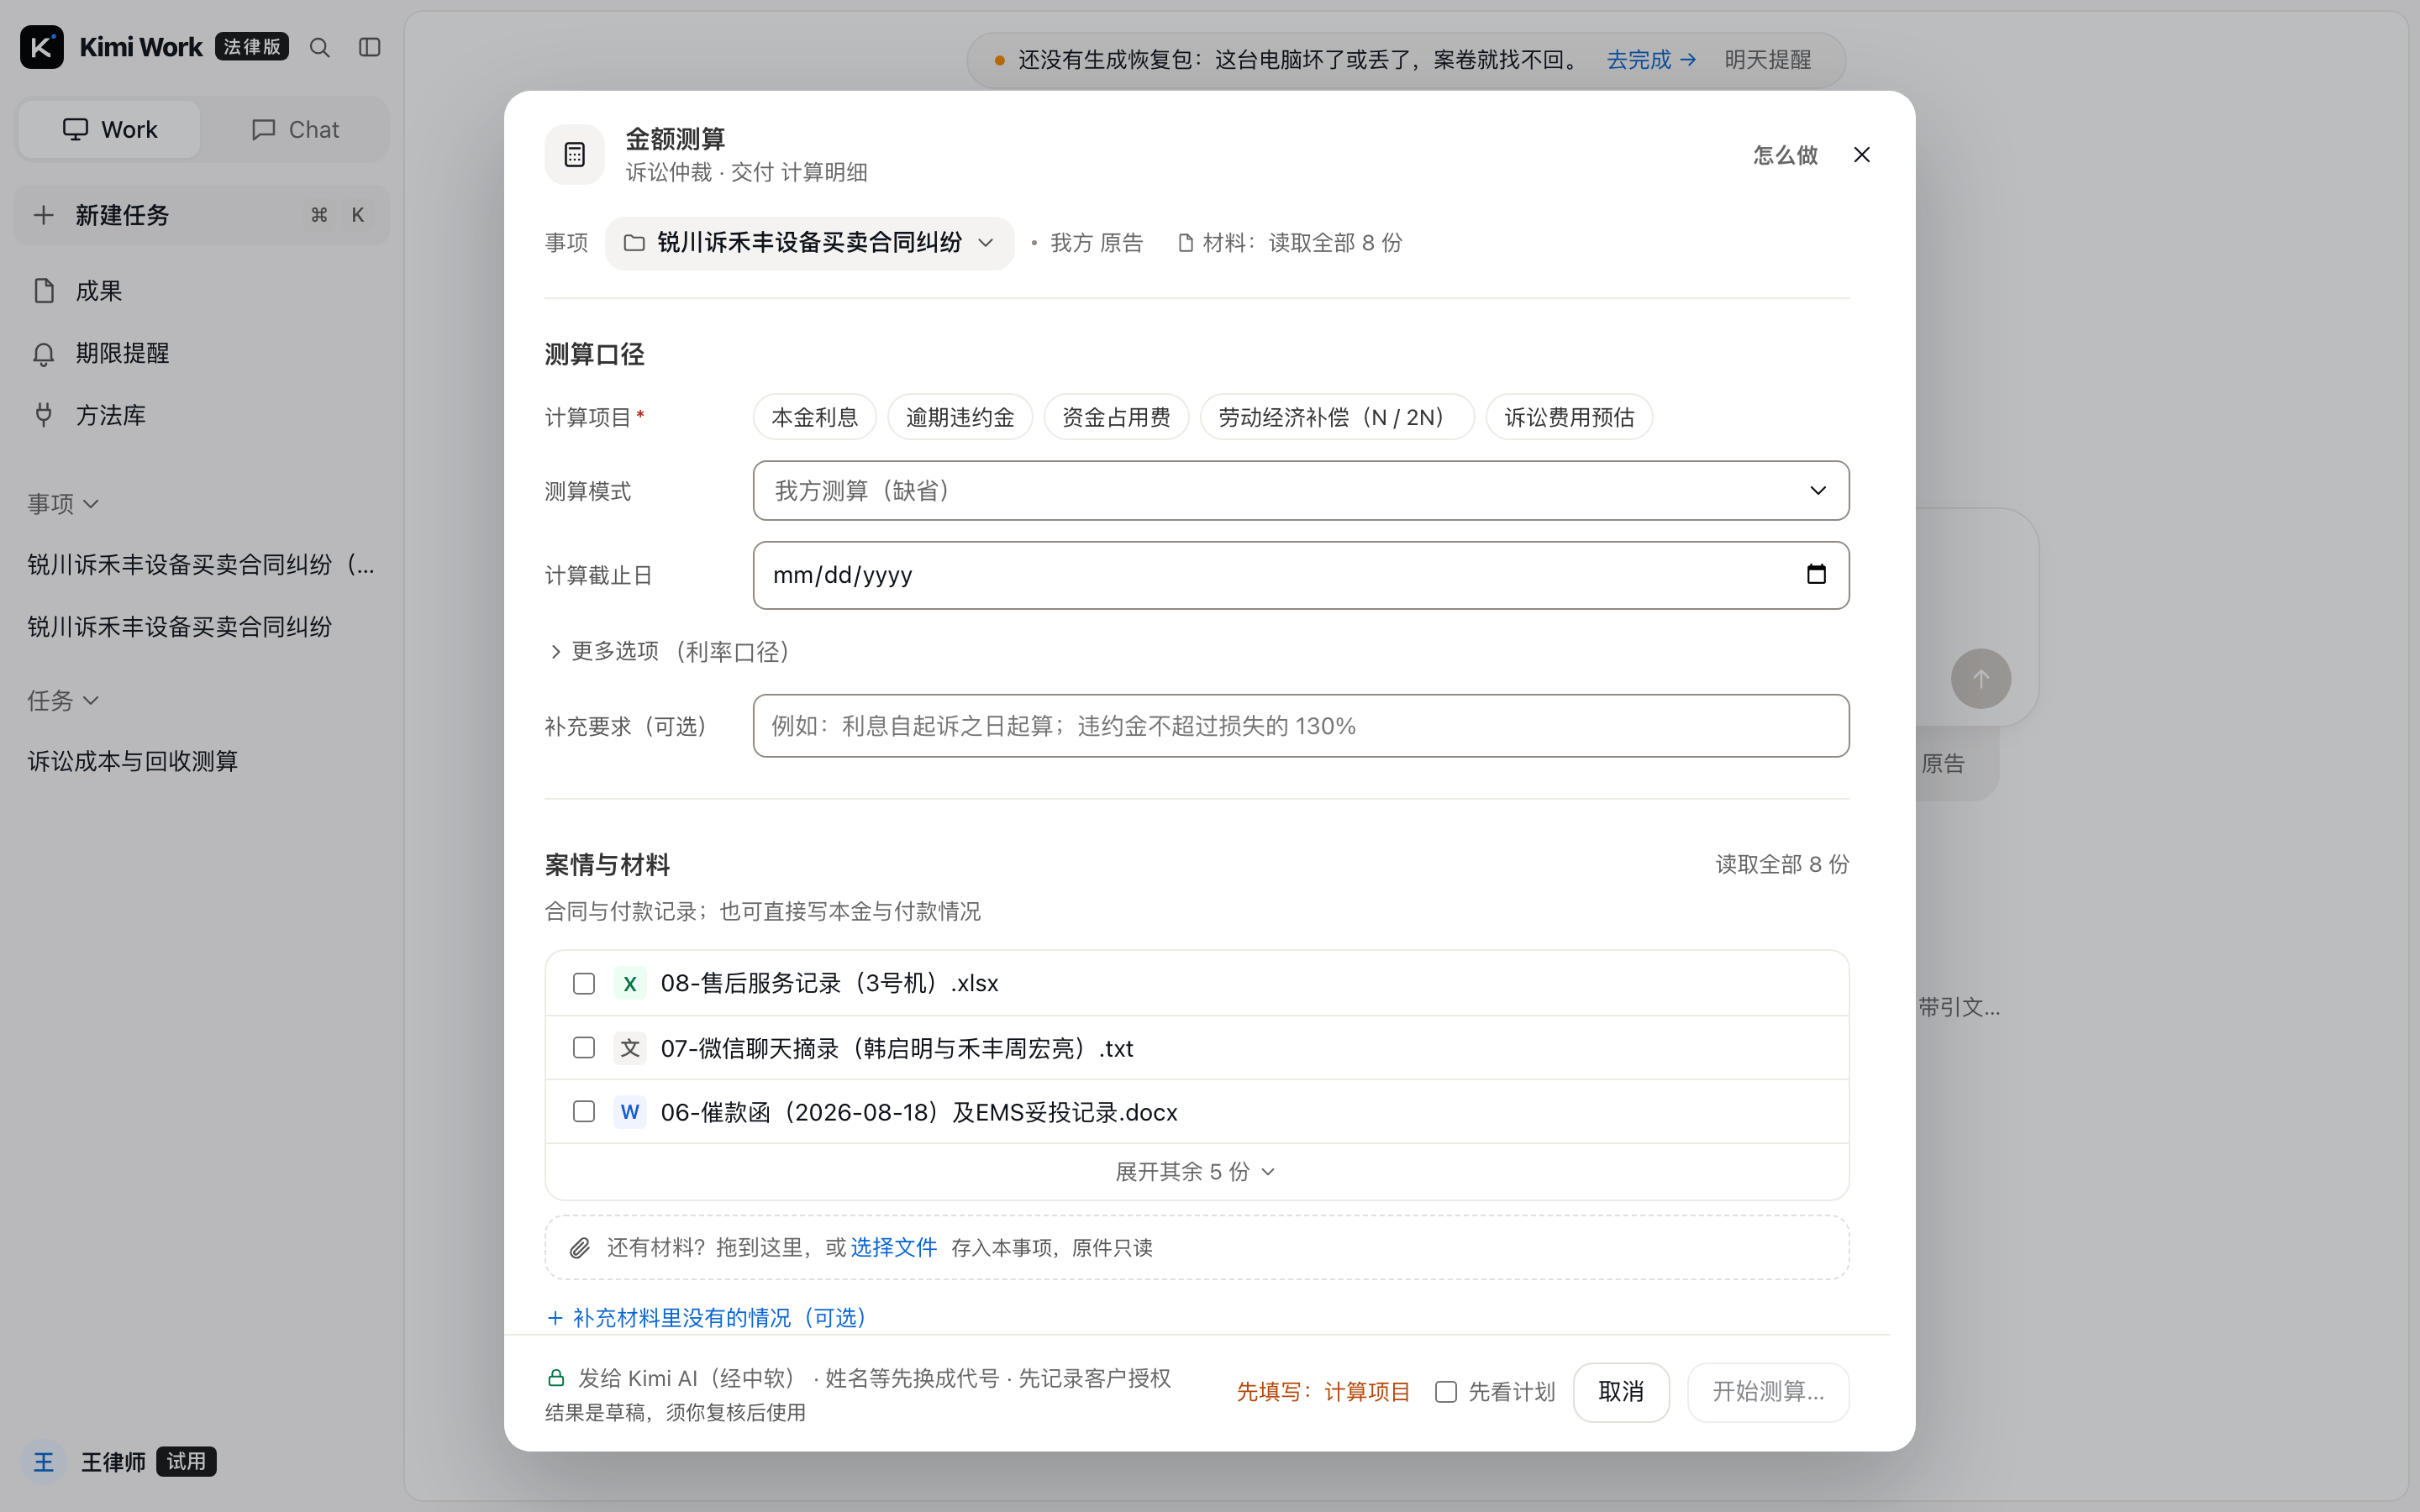 Kimi Work 法律版
还没有生成恢复包：这台电脑坏了或丢了，案卷就找不回。 去完成 → 明天提醒
Work Chat
新建任务 ⌘ K
成果
期限提醒
方法库
事项
锐川诉禾丰设备买卖合同纠纷（...
锐川诉禾丰设备买卖合同纠纷
任务
诉讼成本与回收测算
王 王律师 试用
金额测算
诉讼仲裁 · 交付 计算明细
怎么做
事项 锐川诉禾丰设备买卖合同纠纷 • 我方 原告 材料：读取全部 8 份
测算口径
计算项目* 本金利息 逾期违约金 资金占用费 劳动经济补偿（N / 2N） 诉讼费用预估
测算模式 我方测算（缺省）
计算截止日 mm/dd/yyyy
更多选项 （利率口径）
补充要求（可选） 例如：利息自起诉之日起算；违约金不超过损失的 130%
案情与材料 读取全部 8 份
合同与付款记录；也可直接写本金与付款情况
X 08-售后服务记录（3号机）.xlsx
文 07-微信聊天摘录（韩启明与禾丰周宏亮）.txt
W 06-催款函（2026-08-18）及EMS妥投记录.docx
展开其余 5 份
还有材料？拖到这里，或选择文件 存入本事项，原件只读
+ 补充材料里没有的情况（可选）
发给 Kimi AI（经中软） · 姓名等先换成代号 · 先记录客户授权
结果是草稿，须你复核后使用
先填写：计算项目 先看计划 取消 开始测算...
原告
带引文...